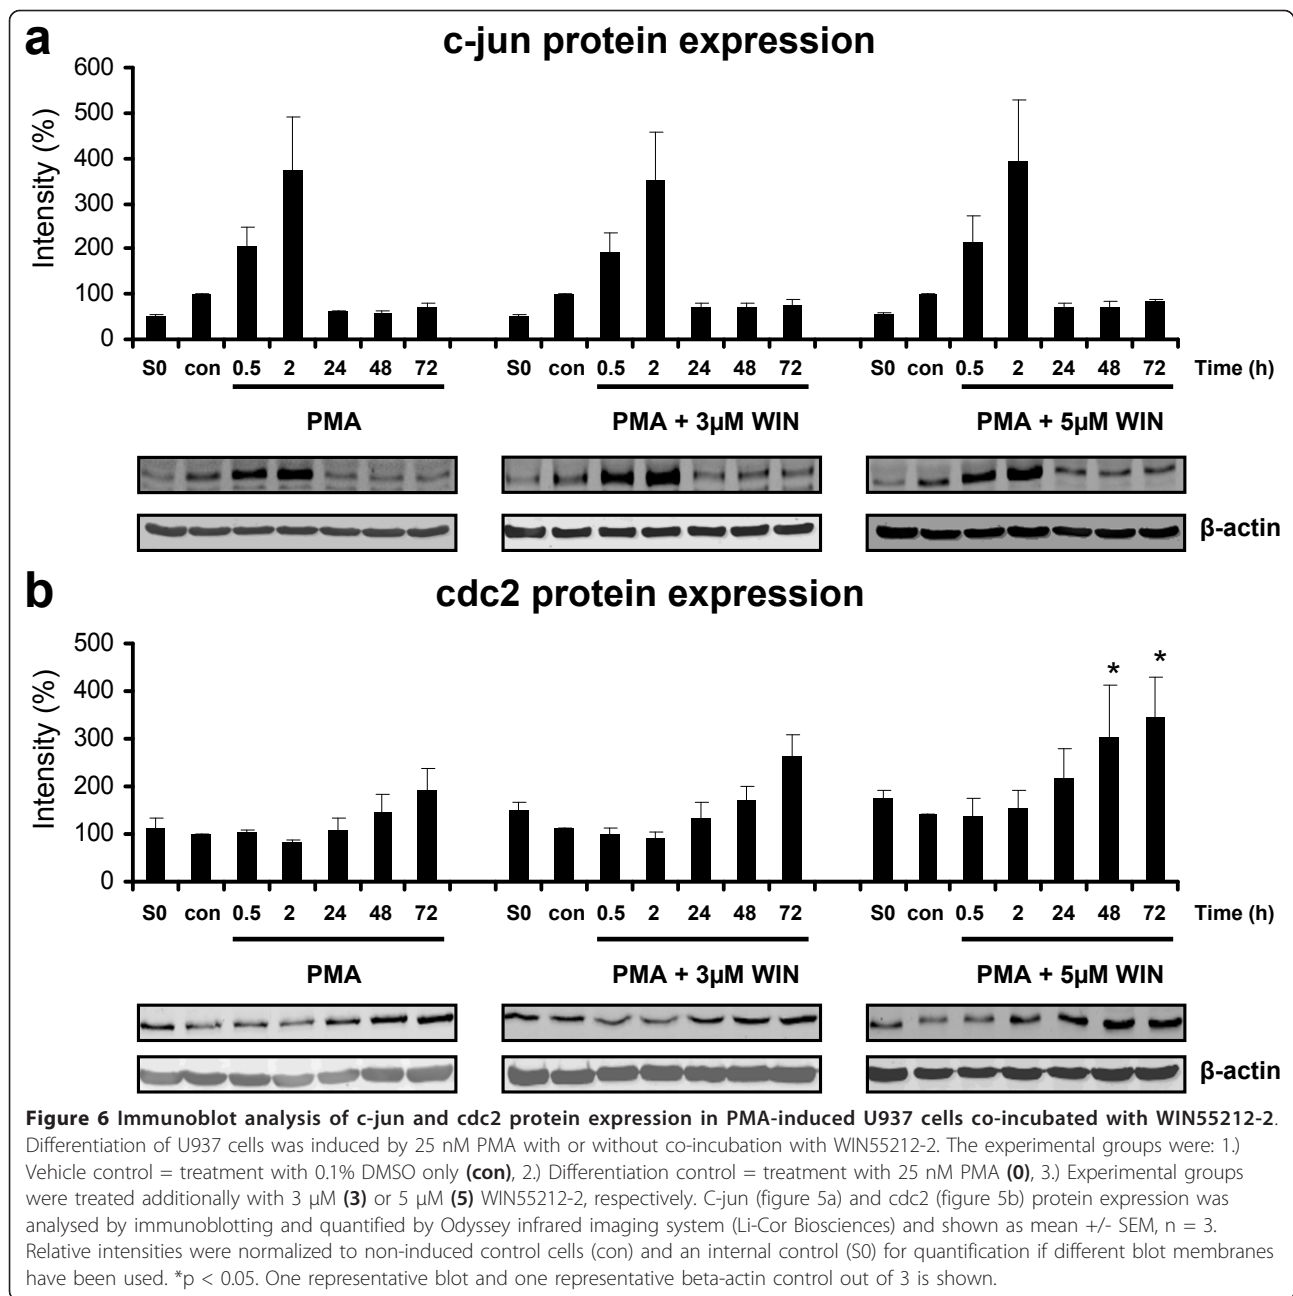 a
c-jun protein expression
600
500
400
300
200
100
0
Intensity (%)
S0 con 0.5 2 24 48 72 S0 con 0.5 2 24 48 72 S0 con 0.5 2 24 48 72 Time (h)
PMA PMA + 3µM WIN PMA + 5µM WIN
β-actin
b
cdc2 protein expression
500
400
300
200
100
0
Intensity (%)
* *
S0 con 0.5 2 24 48 72 S0 con 0.5 2 24 48 72 S0 con 0.5 2 24 48 72 Time (h)
PMA PMA + 3µM WIN PMA + 5µM WIN
β-actin
Figure 6 Immunoblot analysis of c-jun and cdc2 protein expression in PMA-induced U937 cells co-incubated with WIN55212-2.
Differentiation of U937 cells was induced by 25 nM PMA with or without co-incubation with WIN55212-2. The experimental groups were: 1.)
Vehicle control = treatment with 0.1% DMSO only (con), 2.) Differentiation control = treatment with 25 nM PMA (0), 3.) Experimental groups
were treated additionally with 3 µM (3) or 5 µM (5) WIN55212-2, respectively. C-jun (figure 5a) and cdc2 (figure 5b) protein expression was
analysed by immunoblotting and quantified by Odyssey infrared imaging system (Li-Cor Biosciences) and shown as mean +/- SEM, n = 3.
Relative intensities were normalized to non-induced control cells (con) and an internal control (S0) for quantification if different blot membranes
have been used. *p < 0.05. One representative blot and one representative beta-actin control out of 3 is shown.